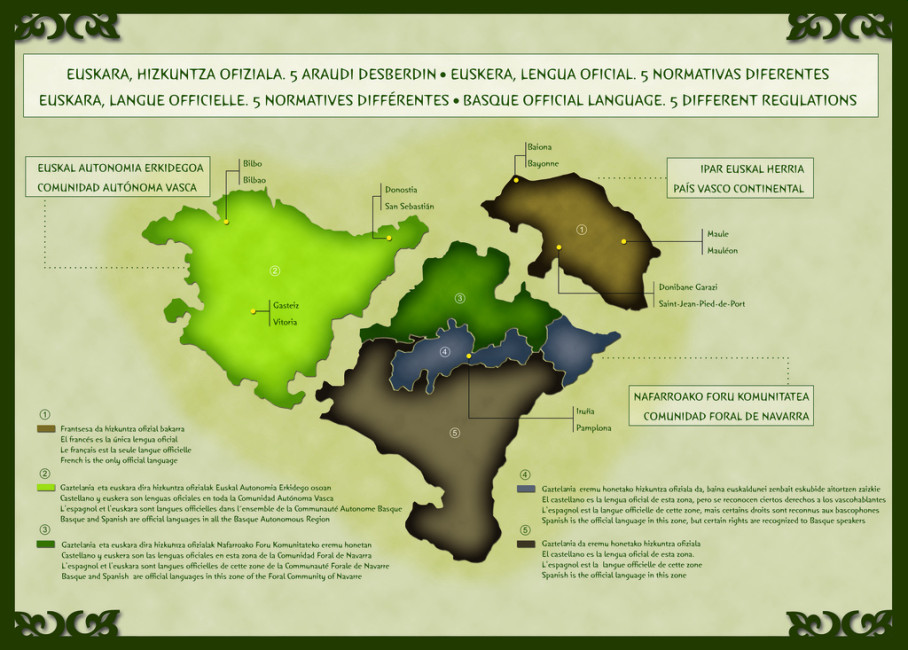 EUSKARA, HIZKUNTZA OFIZIALA. 5 ARAUDI DESBERDIN • EUSKERA, LENGUA OFICIAL. 5 NORMATIVAS DIFERENTES
EUSKARA, LANGUE OFFICIELLE. 5 NORMATIVES DIFFÉRENTES • BASQUE OFFICIAL LANGUAGE. 5 DIFFERENT REGULATIONS
EUSKAL AUTONOMIA ERKIDEGOA
COMUNIDAD AUTÓNOMA VASCA
Bilbo
Bilbao
Donostia
San Sebastián
Baiona
Bayonne
IPAR EUSKAL HERRIA
PAÍS VASCO CONTINENTAL
1
Maule
Mauléon
2
Donibane Garazi
Saint-Jean-Pied-de-Port
3
Gasteiz
Vitoria
4
NAFARROAKO FORU KOMUNITATEA
COMUNIDAD FORAL DE NAVARRA
Iruña
Pamplona
5
1
Frantsesa da hizkuntza ofizial bakarra
El francés es la única lengua oficial
Le français est la seule langue officielle
French is the only official language
2
Gaztelania eta euskara dira hizkuntza ofizialak Euskal Autonomia Erkidego osoan
Castellano y euskera son lenguas oficiales en toda la Comunidad Autónoma Vasca
L'espagnol et l'euskara sont langues officielles dans l'ensemble de la Communauté Autonome Basque
Basque and Spanish are official languages in all the Basque Autonomous Region
3
Gaztelania eta euskara dira hizkuntza ofizialak Nafarroako Foru Komunitateko eremu honetan
Castellano y euskera son las lenguas oficiales en esta zona de la Comunidad Foral de Navarra
L'espagnol et l'euskara sont langues officielles de cette zone de la Communauté Forale de Navarre
Basque and Spanish are official languages in this zone of the Foral Community of Navarre
4
Gaztelania eremu honetako hizkuntza ofiziala da, baina euskaldunei zenbait eskubide aitortzen zaizkie
El castellano es la lengua oficial de esta zona, pero se reconocen ciertos derechos a los vascohablantes
L'espagnol est la langue officielle de cette zone, mais certains droits sont reconnus aux bascophones
Spanish is the official language in this zone, but certain rights are recognized to Basque speakers
5
Gaztelania da eremu honetako hizkuntza ofiziala
El castellano es la lengua oficial de esta zona.
L'espagnol est la langue officielle de cette zone
Spanish is the official language in this zone